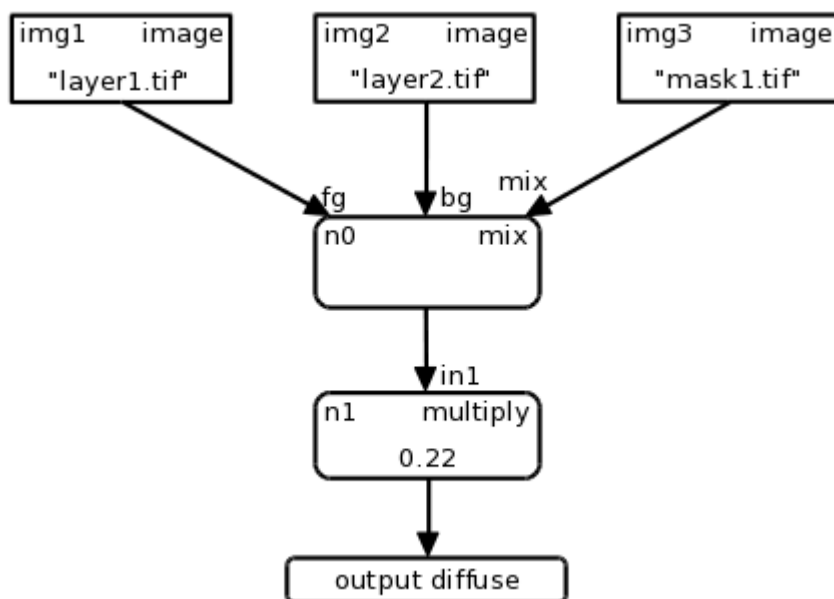 img1 image
"layer1.tif"
img2 image
"layer2.tif"
img3 image
"mask1.tif"
fg
bg
mix
n0 mix
in1
n1 multiply
0.22
output diffuse